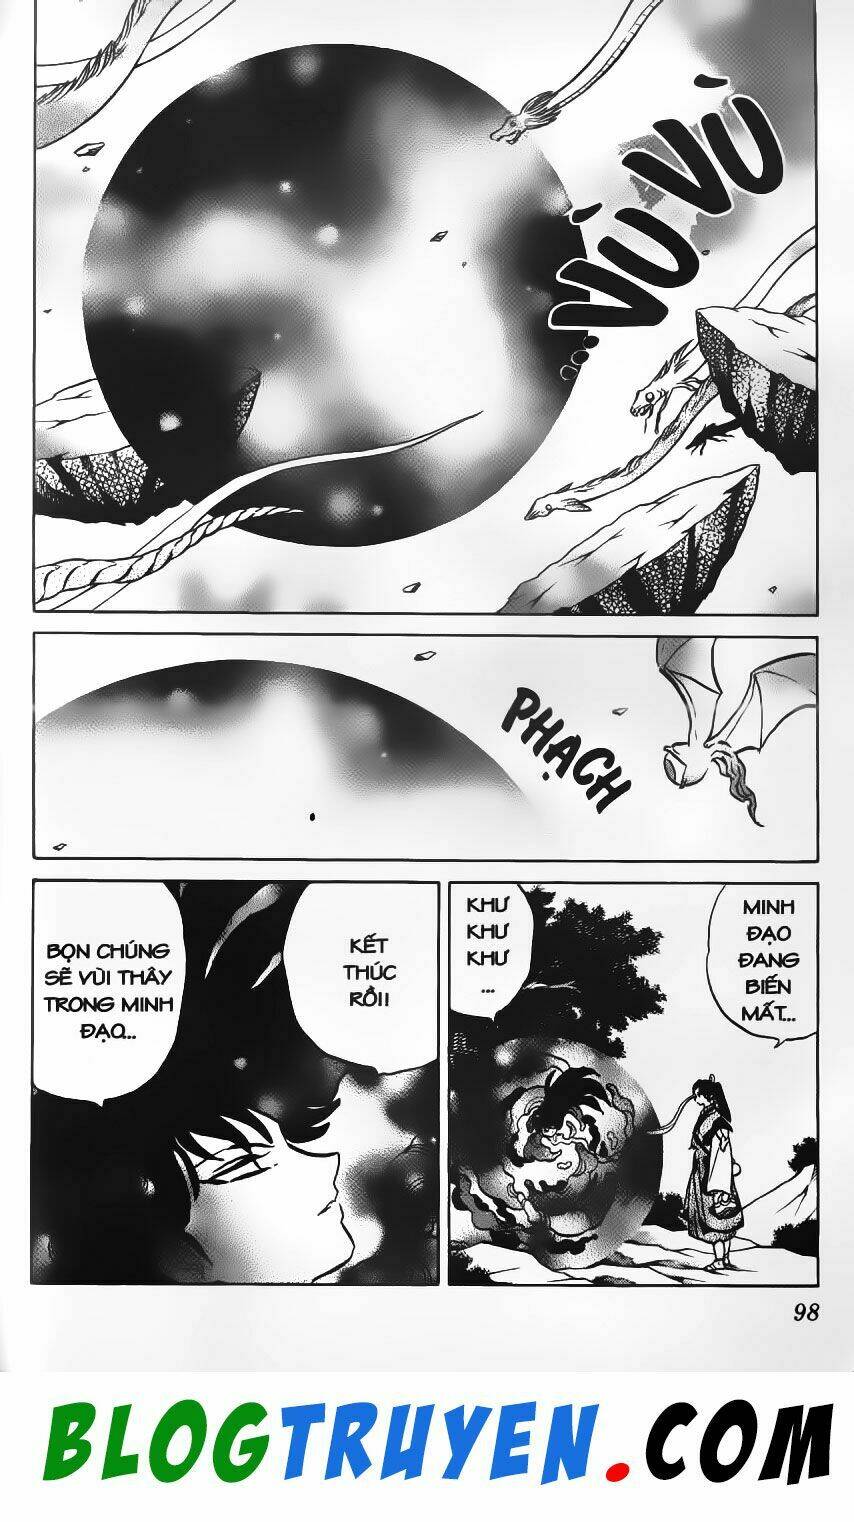 VÙ VÙ
PHẠCH
MINH
ĐẠO
ĐANG
BIẾN
MẤT...
KHƯ
KHƯ
KHƯ
...
KẾT
THÚC
RỒI!
BỌN CHÚNG
SẼ VÙI THÂY
TRONG MINH
ĐẠO...
98
BLOGTRUYEN.COM